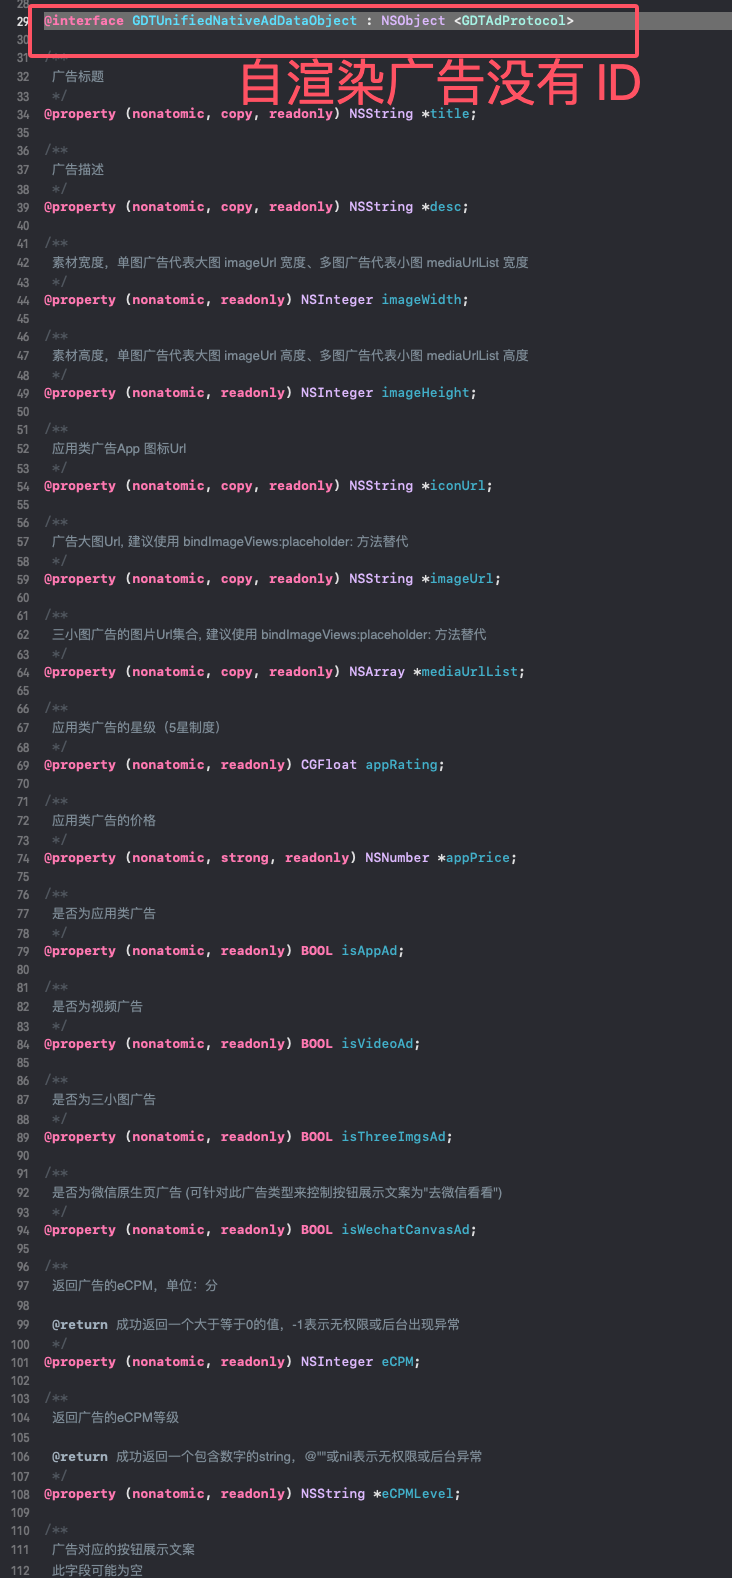 28
29 @interface GDTUnifiedNativeAdDataObject : NSObject <GDTAdProtocol>
30
自渲染广告没有 ID
31 /**
32 广告标题
33 */
34 @property (nonatomic, copy, readonly) NSString *title;
35
36 /**
37 广告描述
38 */
39 @property (nonatomic, copy, readonly) NSString *desc;
40
41 /**
42 素材宽度，单图广告代表大图 imageUrl 宽度、多图广告代表小图 mediaUrlList 宽度
43 */
44 @property (nonatomic, readonly) NSInteger imageWidth;
45
46 /**
47 素材高度，单图广告代表大图 imageUrl 高度、多图广告代表小图 mediaUrlList 高度
48 */
49 @property (nonatomic, readonly) NSInteger imageHeight;
50
51 /**
52 应用类广告App 图标Url
53 */
54 @property (nonatomic, copy, readonly) NSString *iconUrl;
55
56 /**
57 广告大图Url, 建议使用 bindImageViews:placeholder: 方法替代
58 */
59 @property (nonatomic, copy, readonly) NSString *imageUrl;
60
61 /**
62 三小图广告的图片Url集合, 建议使用 bindImageViews:placeholder: 方法替代
63 */
64 @property (nonatomic, copy, readonly) NSArray *mediaUrlList;
65
66 /**
67 应用类广告的星级（5星制度）
68 */
69 @property (nonatomic, readonly) CGFloat appRating;
70
71 /**
72 应用类广告的价格
73 */
74 @property (nonatomic, strong, readonly) NSNumber *appPrice;
75
76 /**
77 是否为应用类广告
78 */
79 @property (nonatomic, readonly) BOOL isAppAd;
80
81 /**
82 是否为视频广告
83 */
84 @property (nonatomic, readonly) BOOL isVideoAd;
85
86 /**
87 是否为三小图广告
88 */
89 @property (nonatomic, readonly) BOOL isThreeImgsAd;
90
91 /**
92 是否为微信原生页广告 (可针对此广告类型来控制按钮展示文案为"去微信看看")
93 */
94 @property (nonatomic, readonly) BOOL isWechatCanvasAd;
95
96 /**
97 返回广告的eCPM，单位：分
98
99 @return 成功返回一个大于等于0的值，-1表示无权限或后台出现异常
100 */
101 @property (nonatomic, readonly) NSInteger eCPM;
102
103 /**
104 返回广告的eCPM等级
105
106 @return 成功返回一个包含数字的string，@""或nil表示无权限或后台异常
107 */
108 @property (nonatomic, readonly) NSString *eCPMLevel;
109
110 /**
111 广告对应的按钮展示文案
112 此字段可能为空